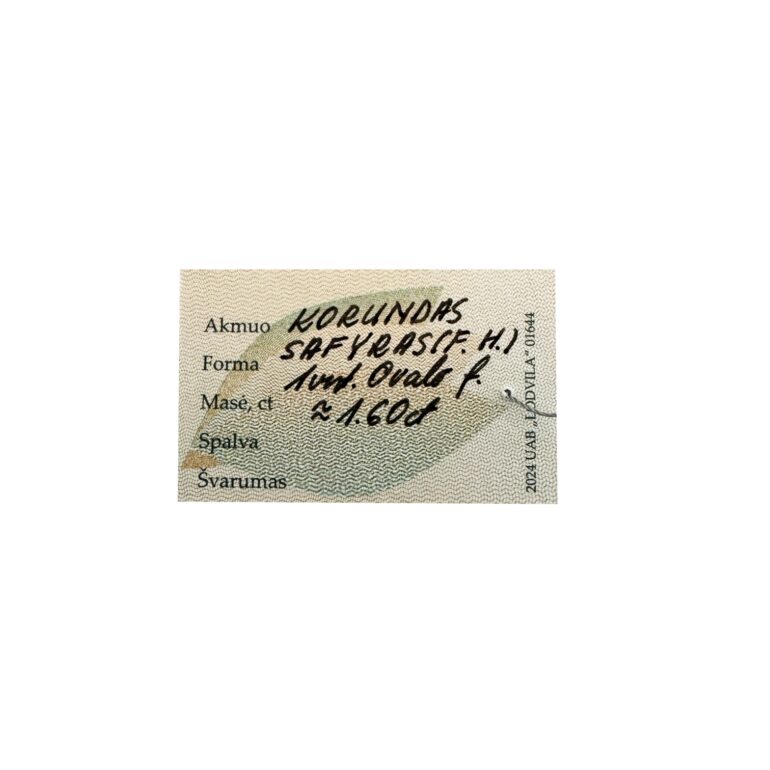 Akmuo KORUNDAS
SAFYRAS (F. H.)
Forma 1vnt. Ovalo f.
Masė, ct ≈ 1.60ct
Spalva
Švarumas
2024 UAB „LODVILA“ 01644